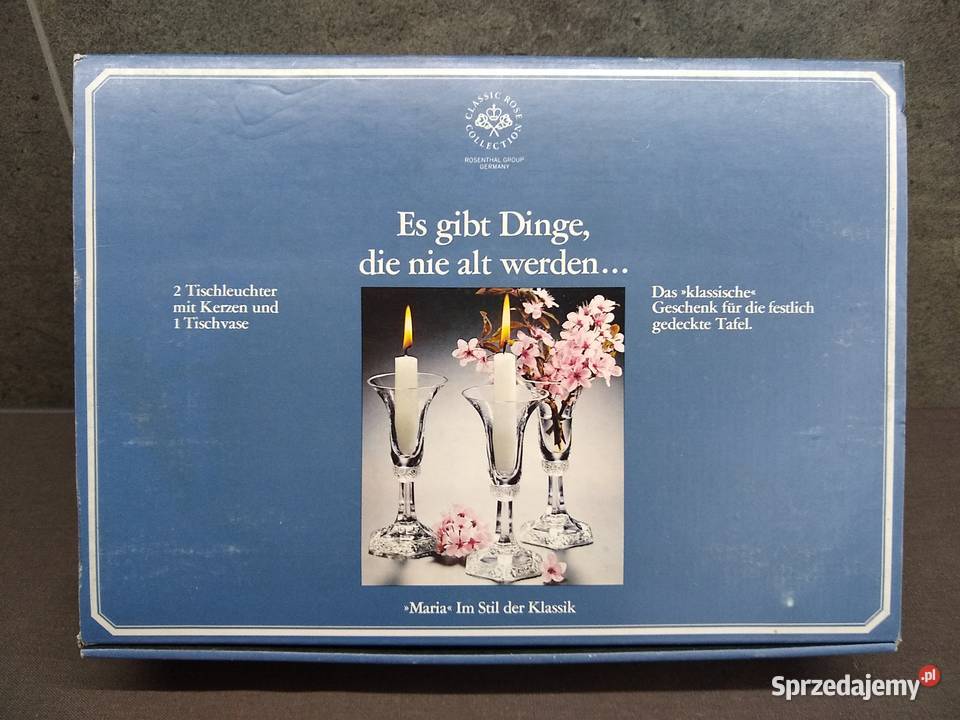 CLASSIC ROSE
COLLECTION
ROSENTHAL GROUP
GERMANY
Es gibt Dinge,
die nie alt werden...
2 Tischleuchter
mit Kerzen und
1 Tischvase
Das »klassische«
Geschenk für die festlich
gedeckte Tafel.
»Maria« Im Stil der Klassik
Sprzedajemy.pl